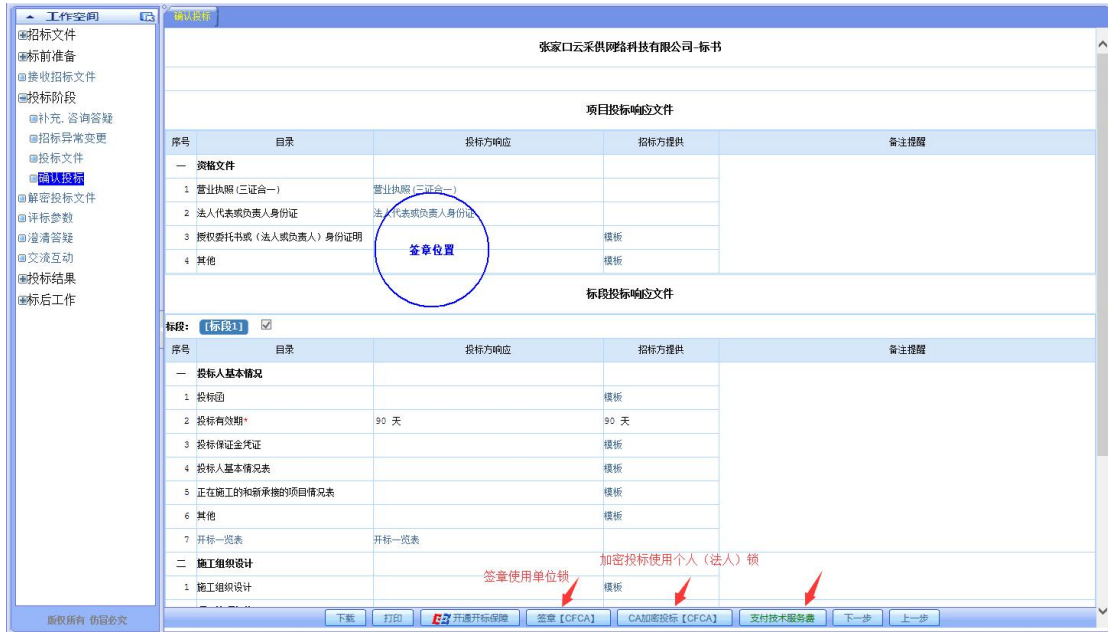 工作空间
招标文件
标前准备
接收招标文件
投标阶段
补充.咨询答疑
招标异常变更
投标文件
确认投标
解密投标文件
评标参数
澄清答疑
交流互动
投标结果
标后工作
版权所有 仿冒必究
确认投标
张家口云采供网络科技有限公司-标书
项目投标响应文件
序号 目录 投标方响应 招标方提供 备注提醒
一 资格文件
1 营业执照(三证合一) 营业执照(三证合一)
2 法人代表或负责人身份证 法人代表或负责人身份证
3 授权委托书或（法人或负责人）身份证明 模板
签章位置
4 其他 模板
标段投标响应文件
标段： [标段1]
序号 目录 投标方响应 招标方提供 备注提醒
一 投标人基本情况
1 投标函 模板
2 投标有效期* 90 天 90 天
3 投标保证金凭证 模板
4 投标人基本情况表 模板
5 正在施工的和新承接的项目情况表 模板
6 其他 模板
7 开标一览表 开标一览表
二 施工组织设计
签章使用单位锁 加密投标使用个人（法人）锁
1 施工组织设计 模板
下载 打印 开通开标保障 签章【CFCA】 CA加密投标【CFCA】 支付技术服务费 下一步 上一步